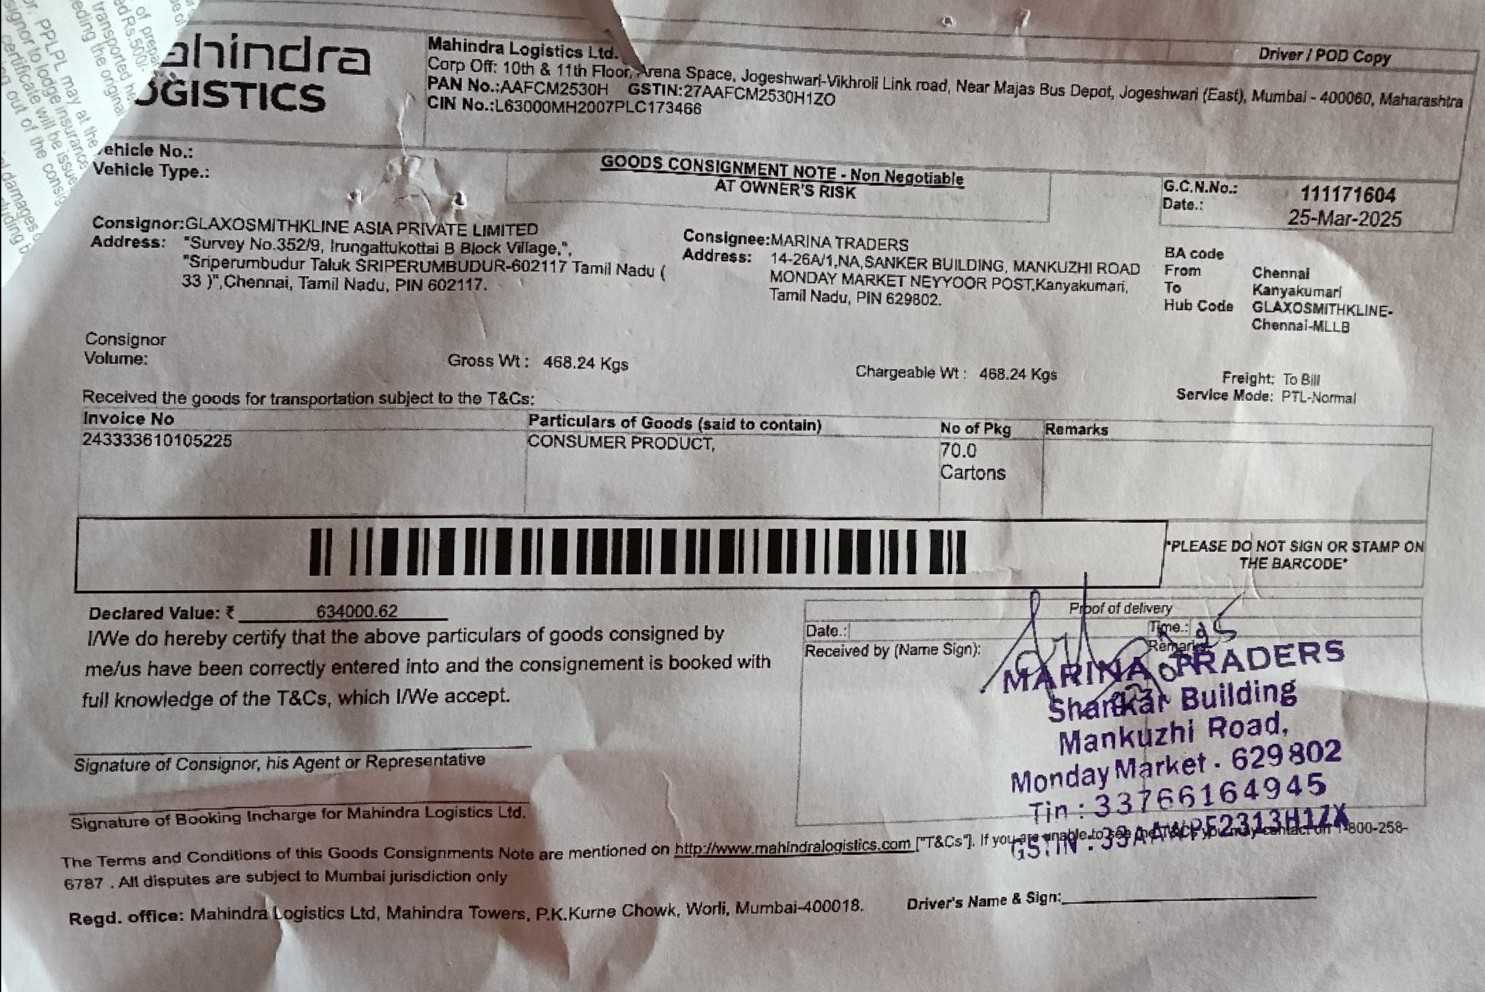 ahindra
OGISTICS
Mahindra Logistics Ltd.
Driver / POD Copy
Corp Off: 10th & 11th Floor, Arena Space, Jogeshwari-Vikhroli Link road, Near Majas Bus Depot, Jogeshwari (East), Mumbai - 400060, Maharashtra
PAN No.:AAFCM2530H GSTIN:27AAFCM2530H1ZO
CIN No.:L63000MH2007PLC173466
ehicle No.:
Vehicle Type.:
GOODS CONSIGNMENT NOTE - Non Negotiable
AT OWNER'S RISK
G.C.N.No.: 111171604
Date.: 25-Mar-2025
Consignor:GLAXOSMITHKLINE ASIA PRIVATE LIMITED
Address: "Survey No.352/9, Irungattukottai B Block Village,",
"Sriperumbudur Taluk SRIPERUMBUDUR-602117 Tamil Nadu (
33 )",Chennai, Tamil Nadu, PIN 602117.
Consignee:MARINA TRADERS
Address: 14-26A/1,NA,SANKER BUILDING, MANKUZHI ROAD
MONDAY MARKET NEYYOOR POST,Kanyakumari,
Tamil Nadu, PIN 629802.
BA code
From Chennai
To Kanyakumari
Hub Code GLAXOSMITHKLINE-
Chennai-MLLB
Consignor
Volume:
Gross Wt : 468.24 Kgs
Chargeable Wt : 468.24 Kgs
Freight: To Bill
Service Mode: PTL-Normal
Received the goods for transportation subject to the T&Cs:
Invoice No Particulars of Goods (said to contain) No of Pkg Remarks
243333610105225 CONSUMER PRODUCT, 70.0
Cartons
*PLEASE DO NOT SIGN OR STAMP ON
THE BARCODE*
Declared Value: ₹ 634000.62
I/We do hereby certify that the above particulars of goods consigned by
me/us have been correctly entered into and the consignement is booked with
full knowledge of the T&Cs, which I/We accept.
Proof of delivery
Date.: Time.:
Received by (Name Sign): Remarks
MARINA TRADERS
Shankar Building
Mankuzhi Road,
Monday Market - 629802
Tin : 33766164945
Signature of Consignor, his Agent or Representative
Signature of Booking Incharge for Mahindra Logistics Ltd.
The Terms and Conditions of this Goods Consignments Note are mentioned on http://www.mahindralogistics.com ["T&Cs"]. If you are unable to see the T&Cs, you may contact on 1-800-258-
6787 . All disputes are subject to Mumbai jurisdiction only
Regd. office: Mahindra Logistics Ltd, Mahindra Towers, P.K.Kurne Chowk, Worli, Mumbai-400018.
Driver's Name & Sign: